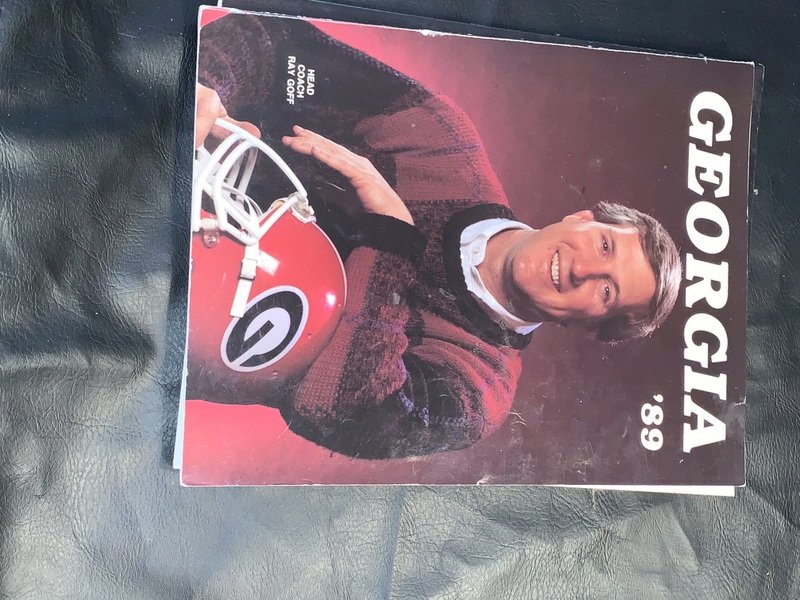 GEORGIA
'89
HEAD
COACH
RAY GOFF
G